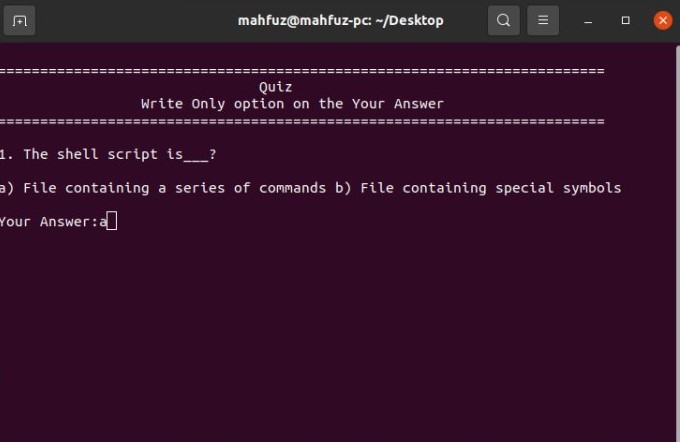 mahfuz@mahfuz-pc: ~/Desktop
========================================================================
Quiz
Write Only option on the Your Answer
========================================================================
1. The shell script is___?
a) File containing a series of commands b) File containing special symbols
Your Answer:a